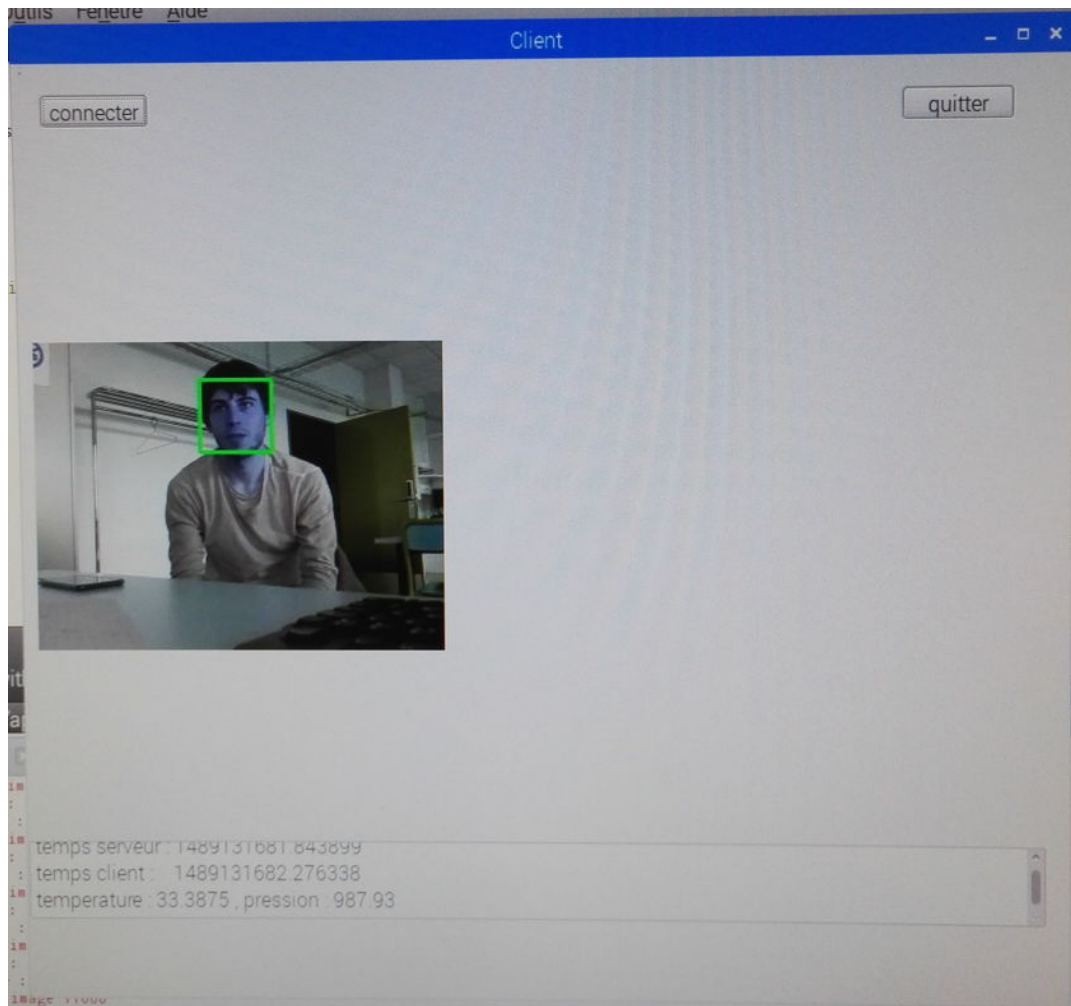 Outils Fenêtre Aide
Client
connecter
quitter
temps serveur : 1489131681.843899
temps client : 1489131682.276338
temperature : 33.3875 , pression : 987.93